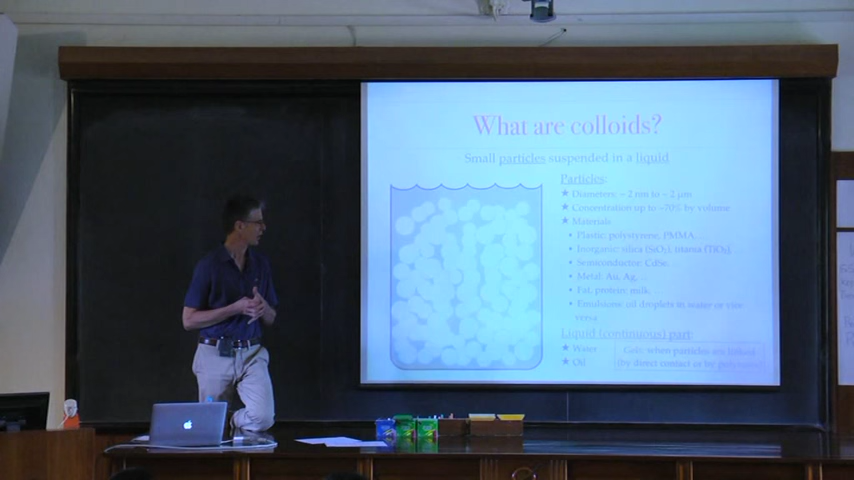 What are colloids?
Small particles suspended in a liquid
Particles:
★ Diameters: ~ 2 nm to ~ 2 μm
★ Concentration up to ~70% by volume
★ Materials:
• Plastic: polystyrene, PMMA...
• Inorganic: silica (SiO₂), titania (TiO₂),
• Semiconductor: CdSe
• Metal: Au, Ag, ...
• Fat, protein: milk
• Emulsions: oil droplets in water or vice
versa
Liquid (continuous) part
★ Water
★ Oil
Gels: when particles are linked
(by direct contact or by polymers)